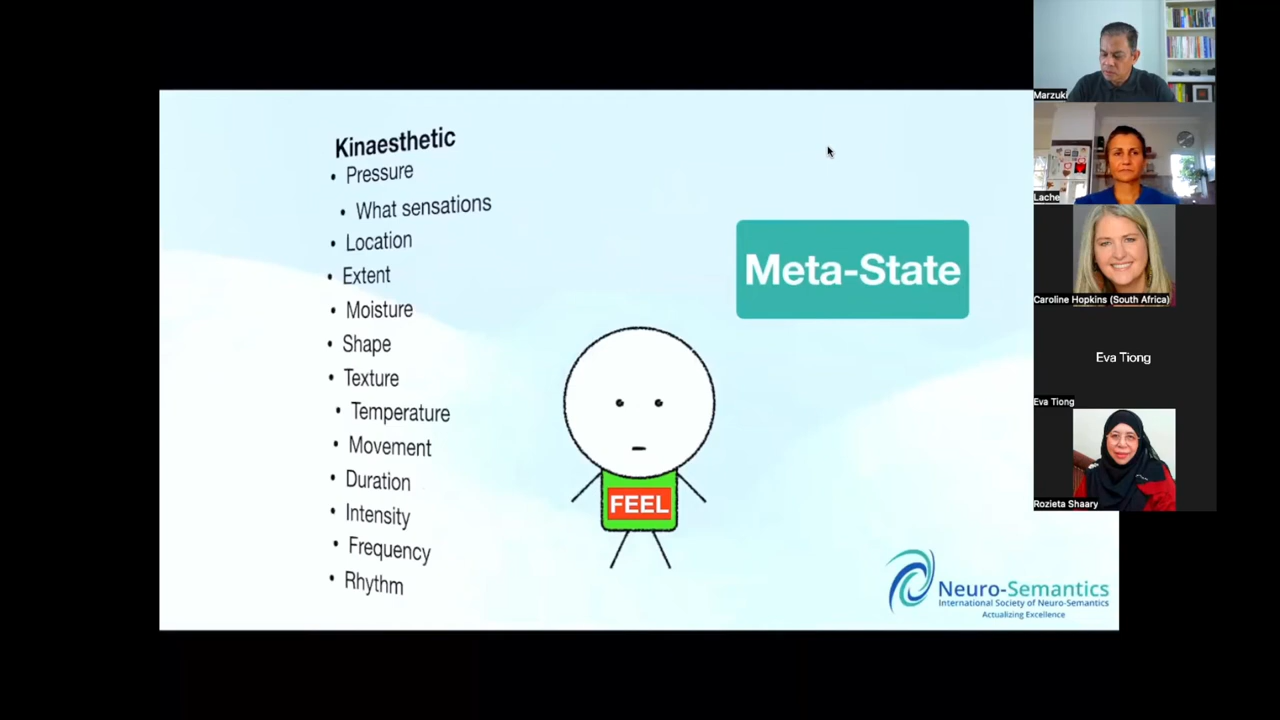 Kinaesthetic
• Pressure
• What sensations
• Location
• Extent
• Moisture
• Shape
• Texture
• Temperature
• Movement
• Duration
• Intensity
• Frequency
• Rhythm
Meta-State
FEEL
Neuro-Semantics
International Society of Neuro-Semantics
Actualizing Excellence
Marzuki
Lache
Caroline Hopkins (South Africa)
Eva Tiong
Eva Tiong
Rozieta Shaary